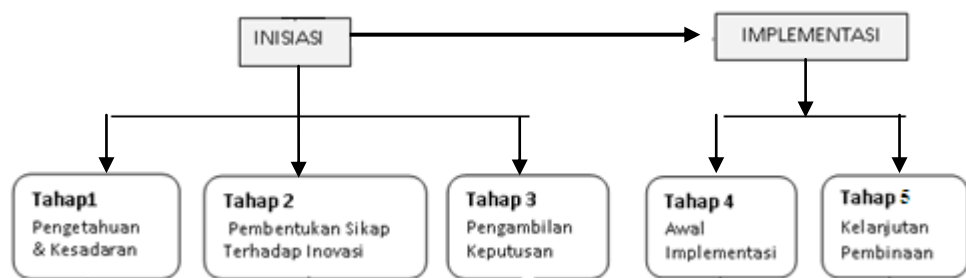 INISIASI
IMPLEMENTASI
Tahap1
Pengetahuan
& Kesadaran
Tahap 2
Pembentukan Sikap
Terhadap Inovasi
Tahap 3
Pengambilan
Keputusan
Tahap 4
Awal
Implementasi
Tahap 5
Kelanjutan
Pembinaan